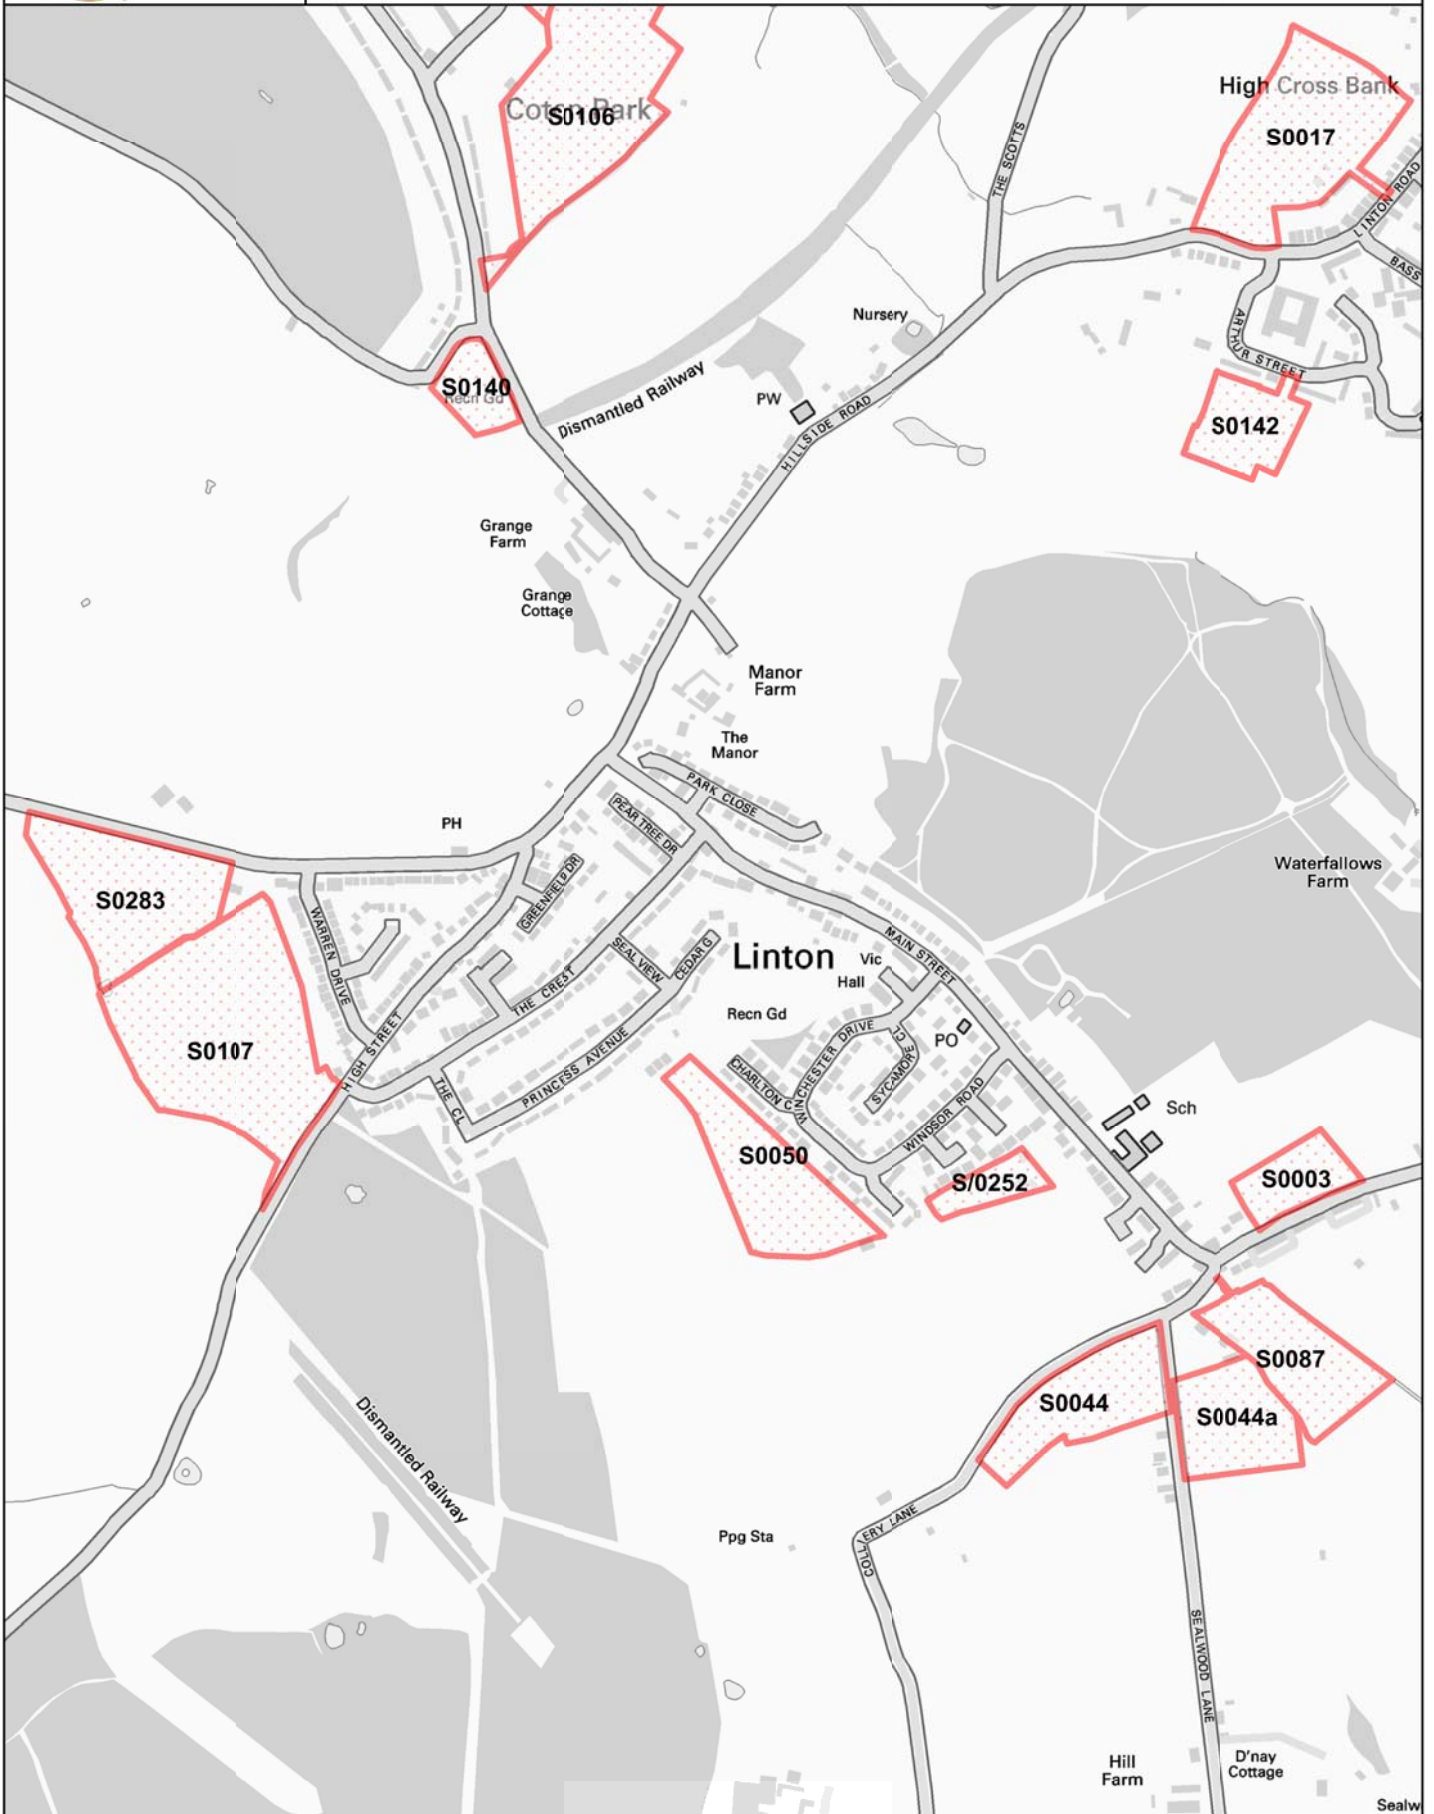 High Cross Bank
Coton Park
S0106
S0017
THE SCOTTS
LINTON ROAD
BASS
Nursery
ARTHUR STREET
S0140
Recn Gd
Dismantled Railway
PW
HILLSIDE ROAD
S0142
Grange
Farm
Grange
Cottage
Manor
Farm
The
Manor
PARK CLOSE
PEAR TREE DR
PH
GREENFIELD DR
Waterfallows
Farm
S0283
WARREN DRIVE
SEAL VIEW
CEDAR G
Linton
MAIN STREET
Vic
Hall
THE CREST
Recn Gd
S0107
HIGH STREET
PRINCESS AVENUE
WINCHESTER DRIVE
SYCAMORE CL
PO
CHARLTON C
THE CL
WINDSOR ROAD
Sch
S0050
S/0252
S0003
S0087
S0044
S0044a
Dismantled Railway
COLLIERY LANE
Ppg Sta
SEALWOOD LANE
Hill
Farm
D'nay
Cottage
Sealw